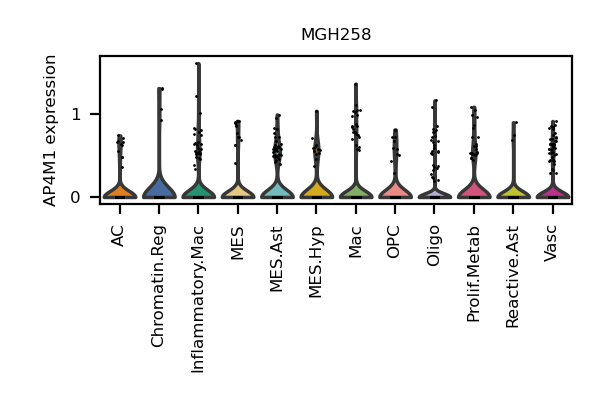 MGH258
AP4M1 expression
1
0
AC
Chromatin.Reg
Inflammatory.Mac
MES
MES.Ast
MES.Hyp
Mac
OPC
Oligo
Prolif.Metab
Reactive.Ast
Vasc